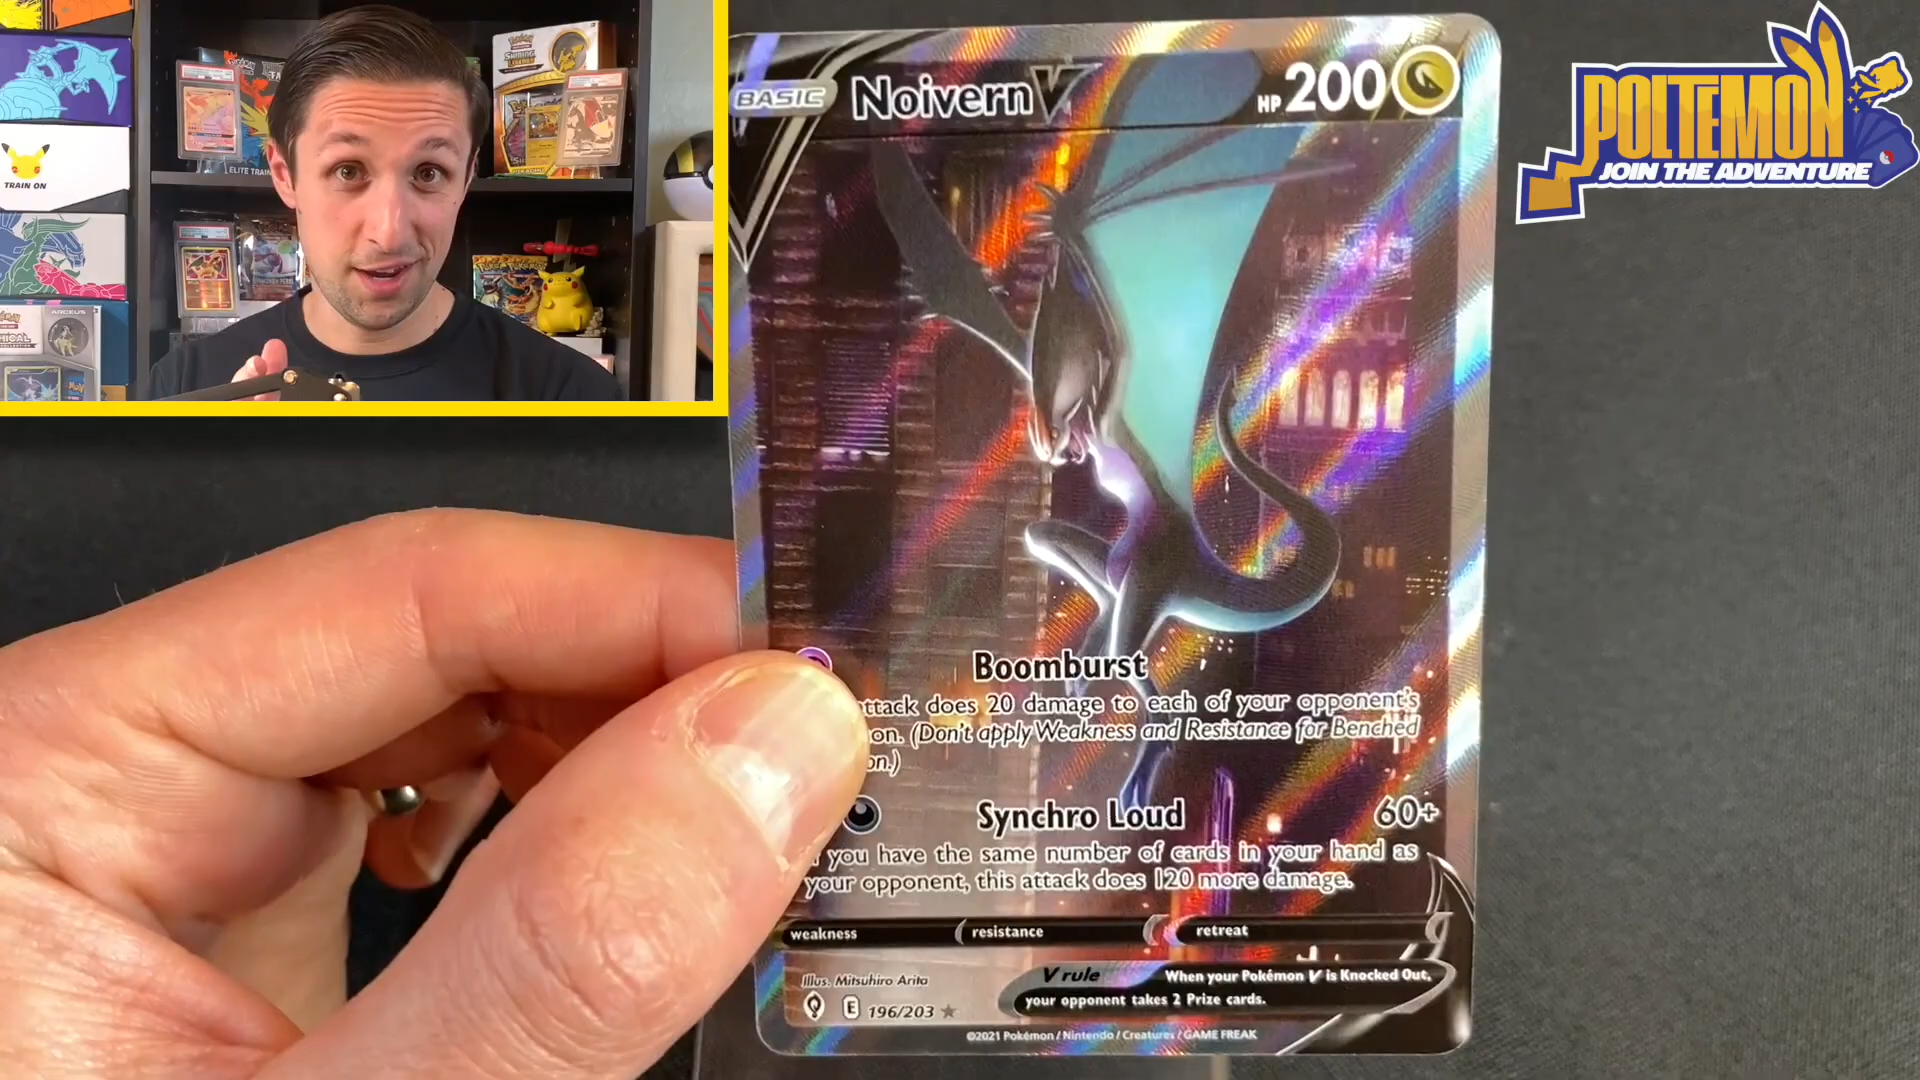 TRAIN ON
ARCEUS
ELITE
POLTEMON
JOIN THE ADVENTURE
BASIC
Noivern V
HP 200
Boomburst
ttack does 20 damage to each of your opponent's
on. (Don't apply Weakness and Resistance for Benched
on.)
Synchro Loud 60+
you have the same number of cards in your hand as
your opponent, this attack does 120 more damage.
weakness resistance retreat
Illus. Mitsuhiro Arita
V rule When your Pokémon V is Knocked Out,
your opponent takes 2 Prize cards.
E 196/203
©2021 Pokémon / Nintendo / Creatures / GAME FREAK